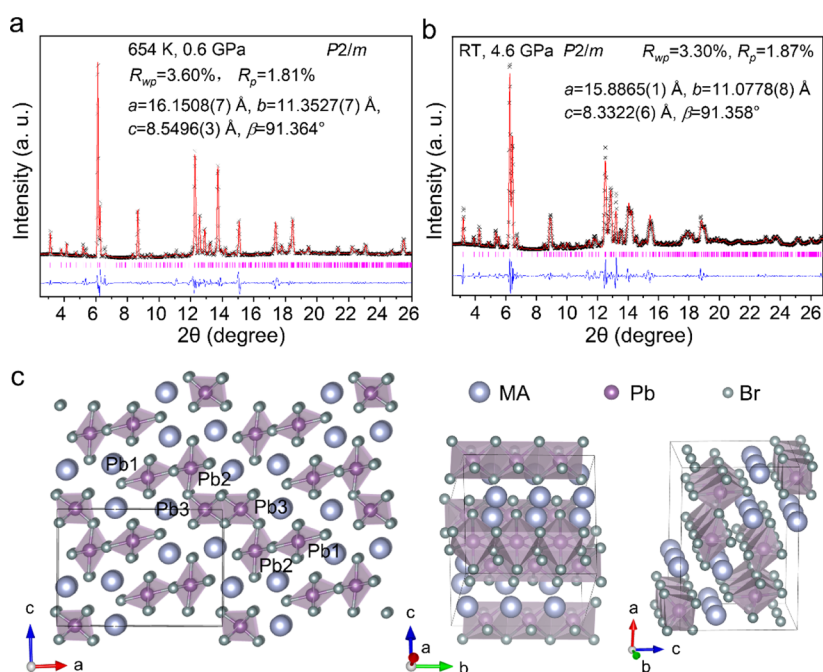 a
654 K, 0.6 GPa P2/m
Rwp=3.60%, Rp=1.81%
a=16.1508(7) Å, b=11.3527(7) Å,
c=8.5496(3) Å, β=91.364°
Intensity (a. u.)
4 6 8 10 12 14 16 18 20 22 24 26
2θ (degree)
b
RT, 4.6 GPa P2/m Rwp=3.30%, Rp=1.87%
a=15.8865(1) Å, b=11.0778(8) Å
c=8.3322(6) Å, β=91.358°
Intensity (a. u.)
4 6 8 10 12 14 16 18 20 22 24 26
2θ (degree)
c
MA Pb Br
Pb1
Pb2
Pb3 Pb3
Pb1
Pb2
c
a
c
a
b
a
c
b